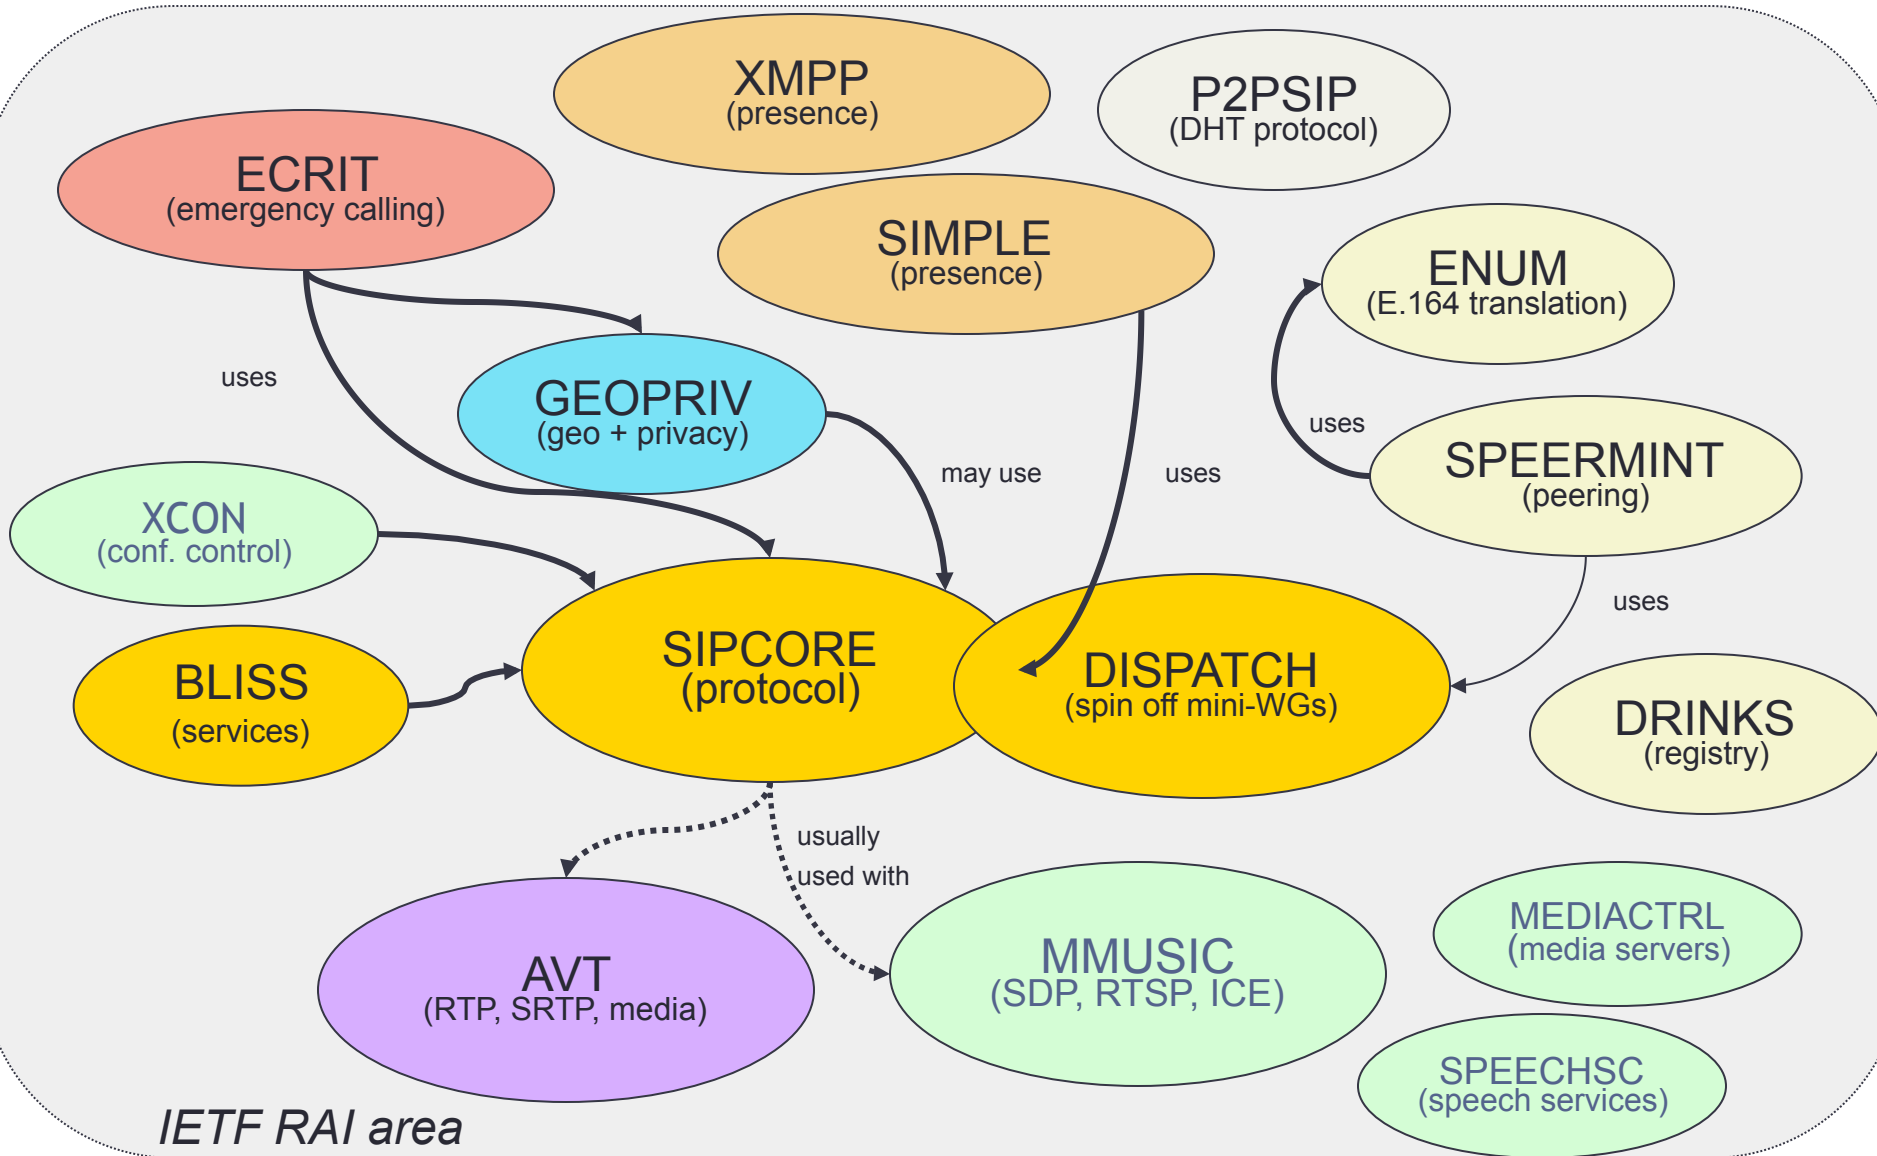 XMPP
(presence)
P2PSIP
(DHT protocol)
ECRIT
(emergency calling)
SIMPLE
(presence)
ENUM
(E.164 translation)
uses
GEOPRIV
(geo + privacy)
uses
may use
uses
SPEERMINT
(peering)
XCON
(conf. control)
uses
SIPCORE
(protocol)
DISPATCH
(spin off mini-WGs)
BLISS
(services)
DRINKS
(registry)
usually
used with
AVT
(RTP, SRTP, media)
MMUSIC
(SDP, RTSP, ICE)
MEDIACTRL
(media servers)
SPEECHSC
(speech services)
IETF RAI area